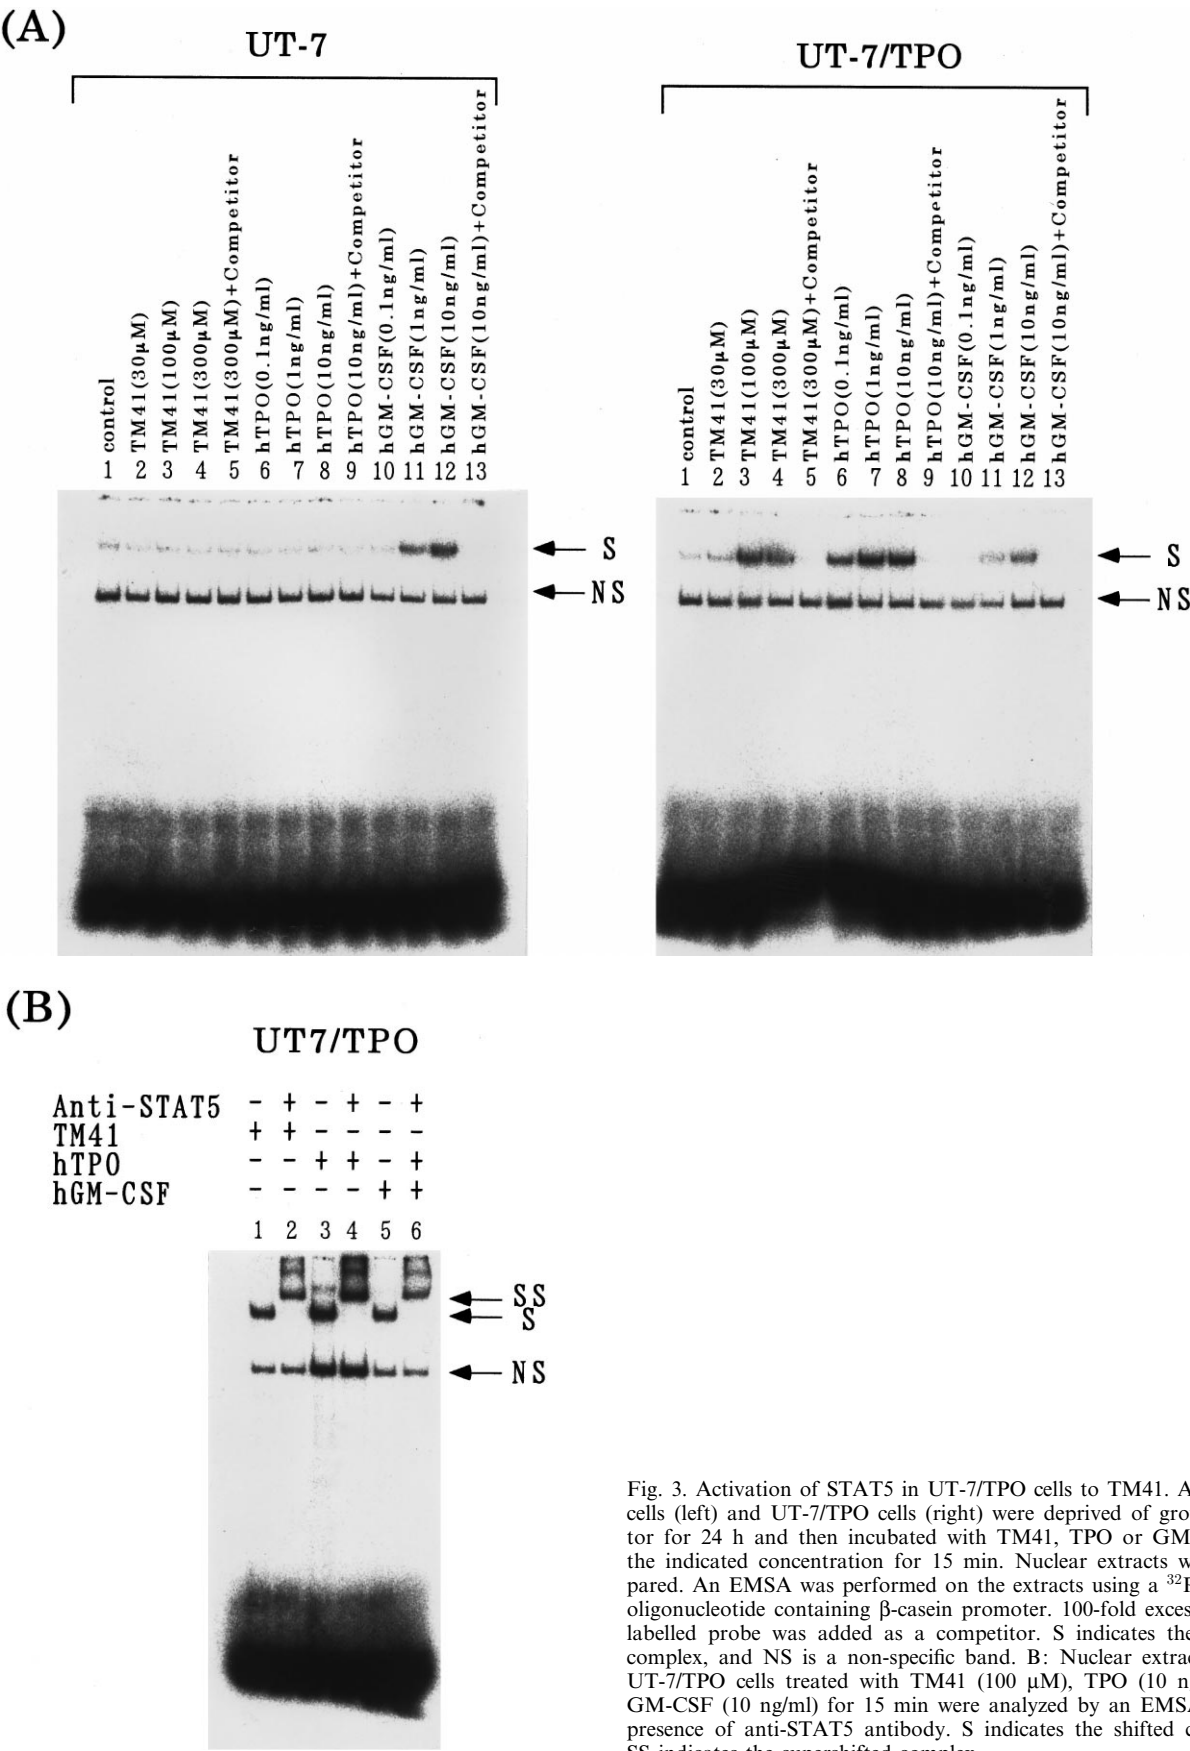 (A)
UT-7
UT-7/TPO
control
TM41(30µM)
TM41(100µM)
TM41(300µM)
TM41(300µM)+Competitor
hTPO(0.1ng/ml)
hTPO(1ng/ml)
hTPO(10ng/ml)
hTPO(10ng/ml)+Competitor
hGM-CSF(0.1ng/ml)
hGM-CSF(1ng/ml)
hGM-CSF(10ng/ml)
hGM-CSF(10ng/ml)+Competitor
1 2 3 4 5 6 7 8 9 10 11 12 13
S
NS
control
TM41(30µM)
TM41(100µM)
TM41(300µM)
TM41(300µM)+Competitor
hTPO(0.1ng/ml)
hTPO(1ng/ml)
hTPO(10ng/ml)
hTPO(10ng/ml)+Competitor
hGM-CSF(0.1ng/ml)
hGM-CSF(1ng/ml)
hGM-CSF(10ng/ml)
hGM-CSF(10ng/ml)+Competitor
1 2 3 4 5 6 7 8 9 10 11 12 13
S
NS
(B)
UT7/TPO
Anti-STAT5 - + - + - +
TM41 + + - - - -
hTPO - - + + - +
hGM-CSF - - - - + +
1 2 3 4 5 6
SS
S
NS
Fig. 3. Activation of STAT5 in UT-7/TPO cells to TM41.
cells (left) and UT-7/TPO cells (right) were deprived of
tor for 24 h and then incubated with TM41, TPO or
the indicated concentration for 15 min. Nuclear extracts
pared. An EMSA was performed on the extracts using a
oligonucleotide containing β-casein promoter. 100-fold
labelled probe was added as a competitor. S indicates
complex, and NS is a non-specific band. B: Nuclear
UT-7/TPO cells treated with TM41 (100 µM), TPO (10
GM-CSF (10 ng/ml) for 15 min were analyzed by an
presence of anti-STAT5 antibody. S indicates the shifted